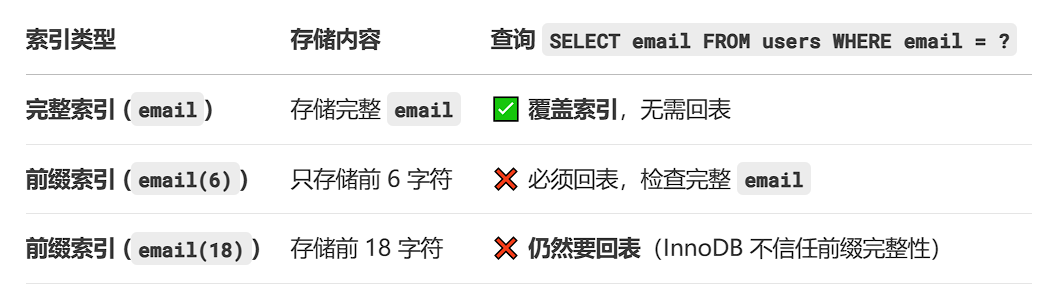 索引类型 存储内容 查询 SELECT email FROM users WHERE email = ?
完整索引 (email) 存储完整 email ✅ 覆盖索引，无需回表
前缀索引 (email(6)) 只存储前 6 字符 ❌ 必须回表，检查完整 email
前缀索引 (email(18)) 存储前 18 字符 ❌ 仍然要回表（InnoDB 不信任前缀完整性）